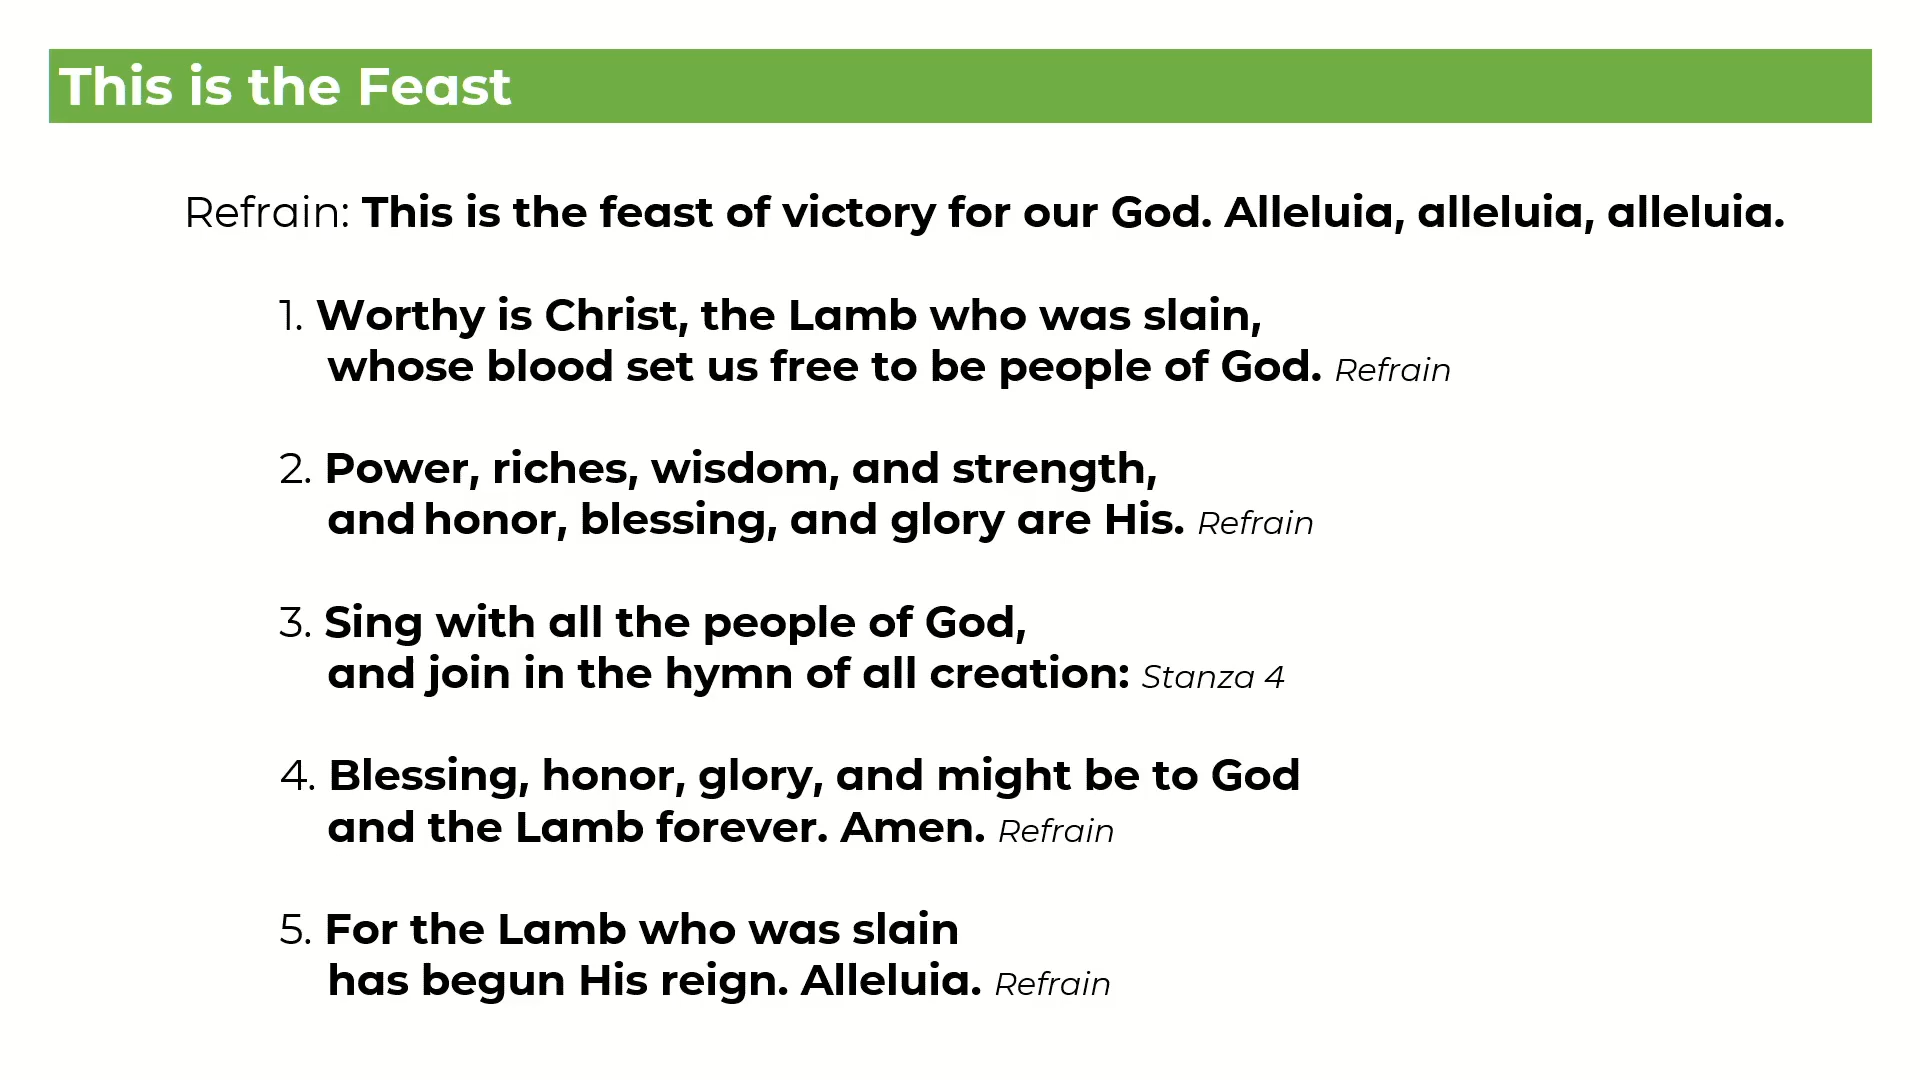 This is the Feast
Refrain: This is the feast of victory for our God. Alleluia, alleluia, alleluia.
1. Worthy is Christ, the Lamb who was slain,
whose blood set us free to be people of God. Refrain
2. Power, riches, wisdom, and strength,
and honor, blessing, and glory are His. Refrain
3. Sing with all the people of God,
and join in the hymn of all creation: Stanza 4
4. Blessing, honor, glory, and might be to God
and the Lamb forever. Amen. Refrain
5. For the Lamb who was slain
has begun His reign. Alleluia. Refrain